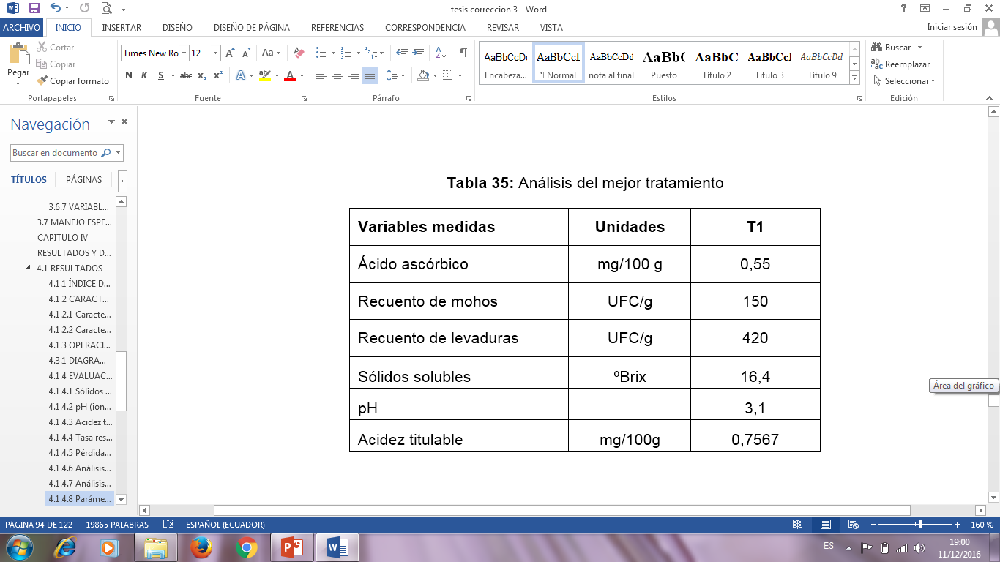 tesis correccion 3 - Word
ARCHIVO INICIO INSERTAR DISEÑO DISEÑO DE PÁGINA REFERENCIAS CORRESPONDENCIA REVISAR VISTA Iniciar sesión
Pegar
Cortar
Copiar
Copiar formato
Portapapeles
Times New Ro 12 Aa
N K S abc x₂ x² A ab A
Fuente
Párrafo
AaBbCcDc AaBbCcI AaBbCcDd AaBb( AaBbC AaBbCcl AaBbCcDd.
Encabeza... ¶ Normal nota al final Puesto Título 2 Título 3 Título 9
Estilos
Buscar
Reemplazar
Seleccionar
Edición
Navegación
Buscar en documento
TÍTULOS PÁGINAS
3.6.7 VARIABL...
3.7 MANEJO ESPE...
CAPITULO IV
RESULTADOS Y D...
4.1 RESULTADOS
4.1.1 ÍNDICE D...
4.1.2 CARACT...
4.1.2.1 Caracte...
4.1.2.2 Caracte...
4.1.3 OPERACI...
4.3.1 DIAGRA...
4.1.4 EVALUAC...
4.1.4.1 Sólidos ...
4.1.4.2 pH (ion...
4.1.4.3 Acidez t...
4.1.4.4 Tasa res...
4.1.4.5 Pérdida...
4.1.4.6 Análisis...
4.1.4.7 Análisis...
4.1.4.8 Paráme...
Tabla 35: Análisis del mejor tratamiento
Variables medidas Unidades T1
Ácido ascórbico mg/100 g 0,55
Recuento de mohos UFC/g 150
Recuento de levaduras UFC/g 420
Sólidos solubles ºBrix 16,4
pH 3,1
Acidez titulable mg/100g 0,7567
Área del gráfico
PÁGINA 94 DE 122 19865 PALABRAS ESPAÑOL (ECUADOR) 160 %
ES 19:00
11/12/2016